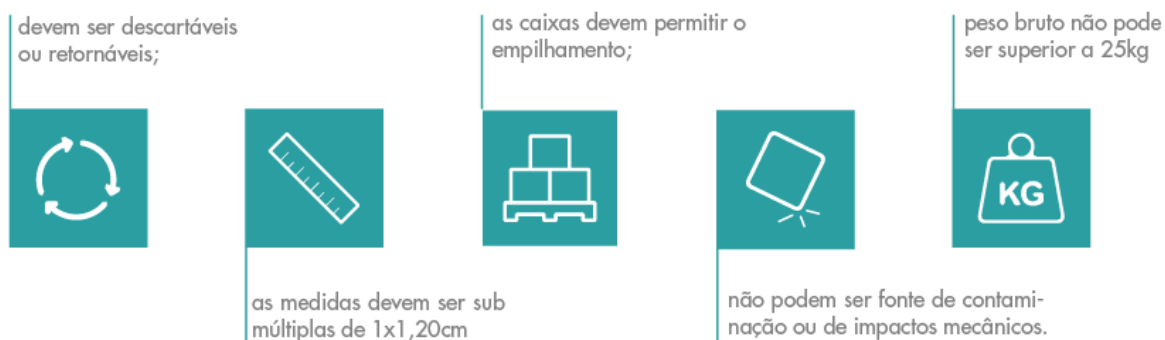 devem ser descartáveis
ou retornáveis;
as medidas devem ser sub
múltiplas de 1x1,20cm
as caixas devem permitir o
empilhamento;
não podem ser fonte de contami-
nação ou de impactos mecânicos.
peso bruto não pode
ser superior a 25kg
KG